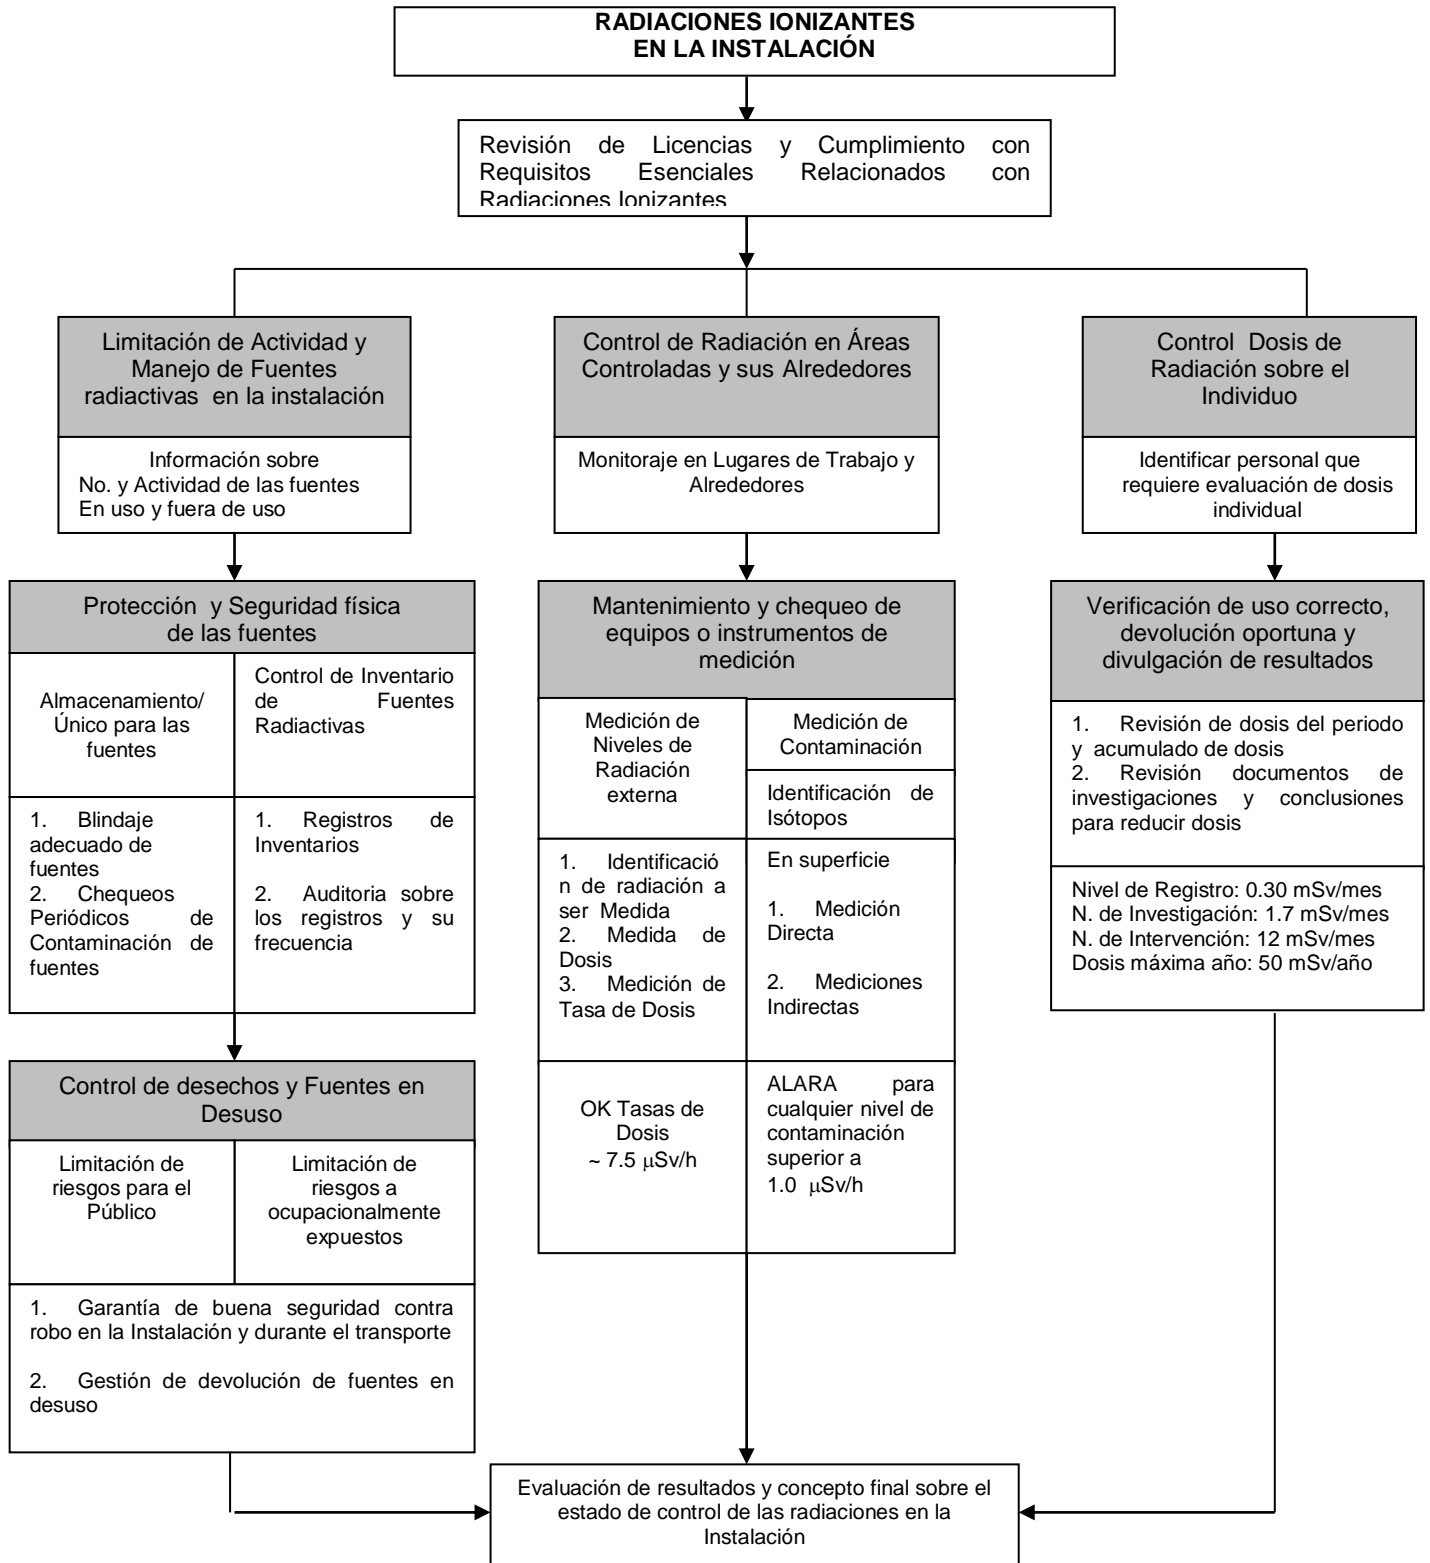 RADIACIONES IONIZANTES
EN LA INSTALACIÓN
Revisión de Licencias y Cumplimiento con
Requisitos Esenciales Relacionados con
Radiaciones Ionizantes
Limitación de Actividad y
Manejo de Fuentes
radiactivas en la instalación
Información sobre
No. y Actividad de las fuentes
En uso y fuera de uso
Protección y Seguridad física
de las fuentes
Almacenamiento/
Único para las
fuentes
Control de Inventario
de Fuentes
Radiactivas
1. Blindaje
adecuado de
fuentes
2. Chequeos
Periódicos de
Contaminación de
fuentes
1. Registros de
Inventarios
2. Auditoria sobre
los registros y su
frecuencia
Control de desechos y Fuentes en
Desuso
Limitación de
riesgos para el
Público
Limitación de
riesgos a
ocupacionalmente
expuestos
1. Garantía de buena seguridad contra
robo en la Instalación y durante el transporte
2. Gestión de devolución de fuentes en
desuso
Control de Radiación en Áreas
Controladas y sus Alrededores
Monitoraje en Lugares de Trabajo y
Alrededores
Mantenimiento y chequeo de
equipos o instrumentos de
medición
Medición de
Niveles de
Radiación
externa
Medición de
Contaminación
Identificación de
Isótopos
1. Identificació
n de radiación a
ser Medida
2. Medida de
Dosis
3. Medición de
Tasa de Dosis
En superficie
1. Medición
Directa
2. Mediciones
Indirectas
OK Tasas de
Dosis
~ 7.5 μSv/h
ALARA para
cualquier nivel de
contaminación
superior a
1.0 μSv/h
Control Dosis de
Radiación sobre el
Individuo
Identificar personal que
requiere evaluación de dosis
individual
Verificación de uso correcto,
devolución oportuna y
divulgación de resultados
1. Revisión de dosis del periodo
y acumulado de dosis
2. Revisión documentos de
investigaciones y conclusiones
para reducir dosis
Nivel de Registro: 0.30 mSv/mes
N. de Investigación: 1.7 mSv/mes
N. de Intervención: 12 mSv/mes
Dosis máxima año: 50 mSv/año
Evaluación de resultados y concepto final sobre el
estado de control de las radiaciones en la
Instalación